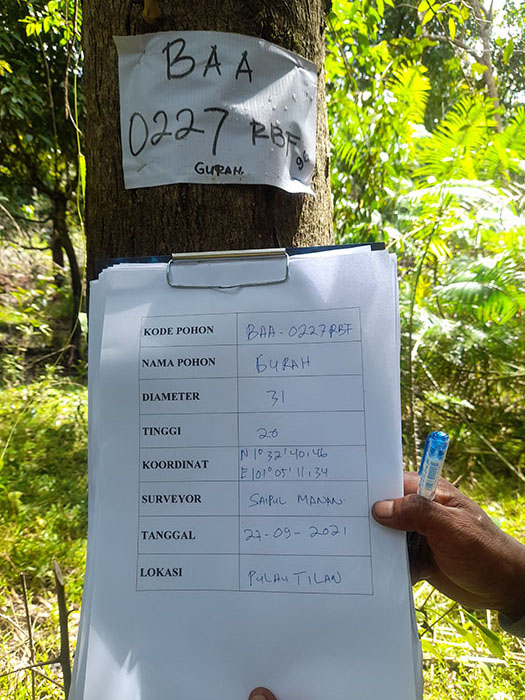 BAA
0227 RBF
96
GURAH
KODE POHON BAA - 0227RBF
NAMA POHON GURAH
DIAMETER 31
TINGGI 20
KOORDINAT N 1° 32' 40.46
E 101° 05' 11.34
SURVEYOR SAIPUL MANAN
TANGGAL 27-09-2021
LOKASI PULAU TILAN